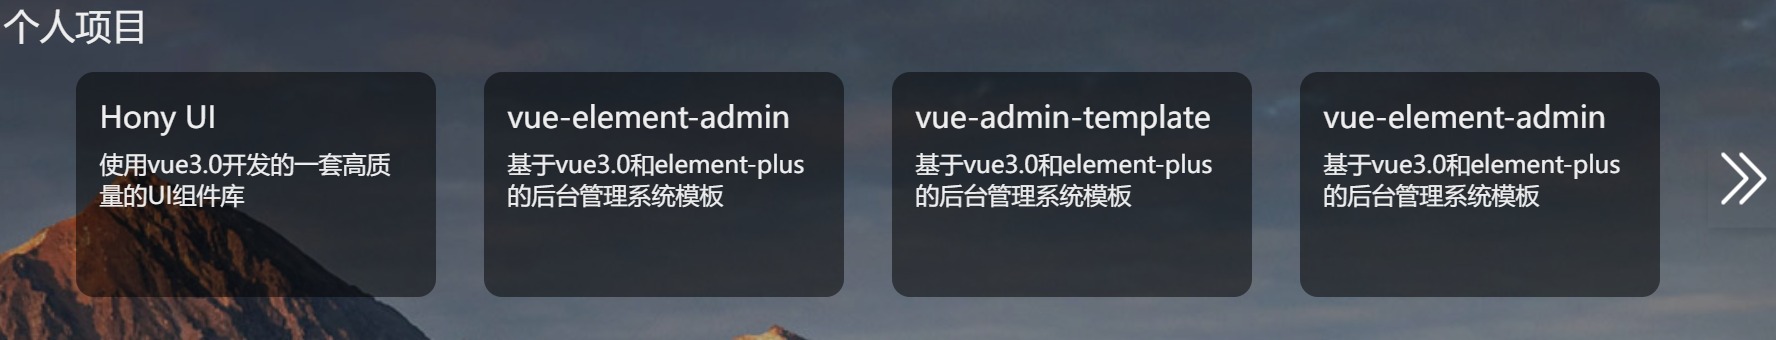 个人项目
Hony UI
使用vue3.0开发的一套高质
量的UI组件库
vue-element-admin
基于vue3.0和element-plus
的后台管理系统模板
vue-admin-template
基于vue3.0和element-plus
的后台管理系统模板
vue-element-admin
基于vue3.0和element-plus
的后台管理系统模板